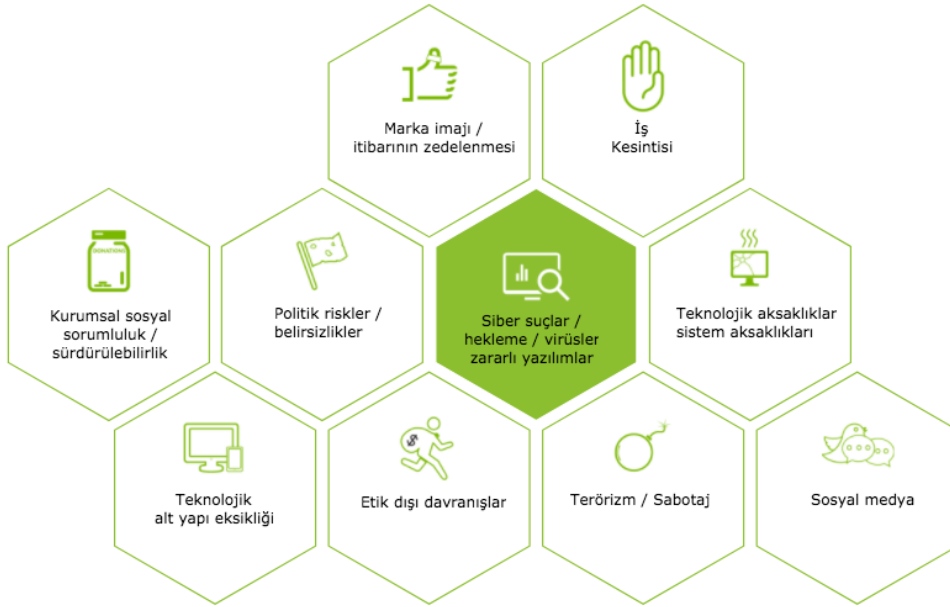 Marka imajı /
itibarının zedelenmesi
İş
Kesintisi
DONATIONS
Kurumsal sosyal
sorumluluk /
sürdürülebilirlik
Politik riskler /
belirsizlikler
Siber suçlar /
hekleme / virüsler
zararlı yazılımlar
Teknolojik aksaklıklar
sistem aksaklıkları
Teknolojik
alt yapı eksikliği
$
Etik dışı davranışlar
Terörizm / Sabotaj
Sosyal medya